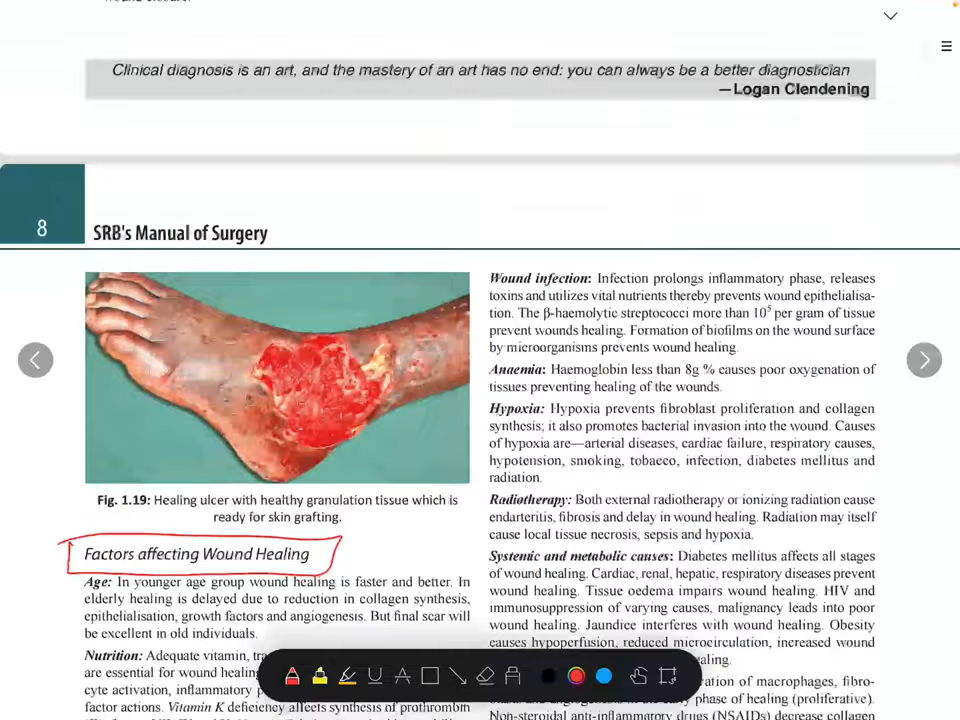 Clinical diagnosis is an art, and the mastery of an art has no end: you can always be a better diagnostician
—Logan Clendening
8
SRB's Manual of Surgery
Fig. 1.19: Healing ulcer with healthy granulation tissue which is
ready for skin grafting.
Factors affecting Wound Healing
Age: In younger age group wound healing is faster and better. In
elderly healing is delayed due to reduction in collagen synthesis,
epithelialisation, growth factors and angiogenesis. But final scar will
be excellent in old individuals.
Nutrition: Adequate vitamin,
are essential for wound healing
cyte activation, inflammatory
factor actions. Vitamin K deficiency affects synthesis of prothrombin
Wound infection: Infection prolongs inflammatory phase, releases
toxins and utilizes vital nutrients thereby prevents wound epithelialisa-
tion. The β-haemolytic streptococci more than 10⁵ per gram of tissue
prevent wounds healing. Formation of biofilms on the wound surface
by microorganisms prevents wound healing.
Anaemia: Haemoglobin less than 8g % causes poor oxygenation of
tissues preventing healing of the wounds.
Hypoxia: Hypoxia prevents fibroblast proliferation and collagen
synthesis; it also promotes bacterial invasion into the wound. Causes
of hypoxia are—arterial diseases, cardiac failure, respiratory causes,
hypotension, smoking, tobacco, infection, diabetes mellitus and
radiation.
Radiotherapy: Both external radiotherapy or ionizing radiation cause
endarteritis, fibrosis and delay in wound healing. Radiation may itself
cause local tissue necrosis, sepsis and hypoxia.
Systemic and metabolic causes: Diabetes mellitus affects all stages
of wound healing. Cardiac, renal, hepatic, respiratory diseases prevent
wound healing. Tissue oedema impairs wound healing. HIV and
immunosuppression of varying causes, malignancy leads into poor
wound healing. Jaundice interferes with wound healing. Obesity
causes hypoperfusion, reduced microcirculation, increased wound
of macrophages, fibro-
phase of healing (proliferative).
Non-steroidal anti-inflammatory drugs (NSAIDs) decrease collagen